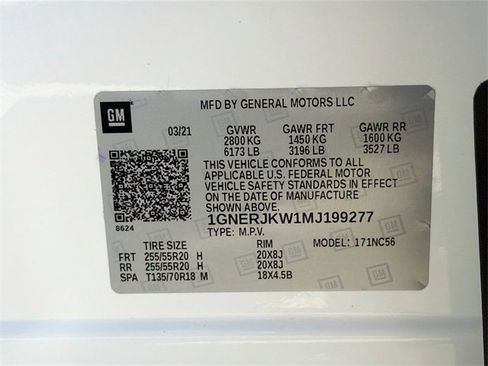 GM
MFD BY GENERAL MOTORS LLC
03/21 GVWR GAWR FRT GAWR RR
2800 KG 1450 KG 1600 KG
6173 LB 3196 LB 3527 LB
THIS VEHICLE CONFORMS TO ALL
APPLICABLE U.S. FEDERAL MOTOR
VEHICLE SAFETY STANDARDS IN EFFECT
ON THE DATE OF MANUFACTURE
SHOWN ABOVE.
1GNERJKW1MJ199277
8624 TYPE: M.P.V.
TIRE SIZE RIM MODEL: 171NC56
FRT 255/55R20 H 20X8J
RR 255/55R20 H 20X8J
SPA T135/70R18 M 18X4.5B